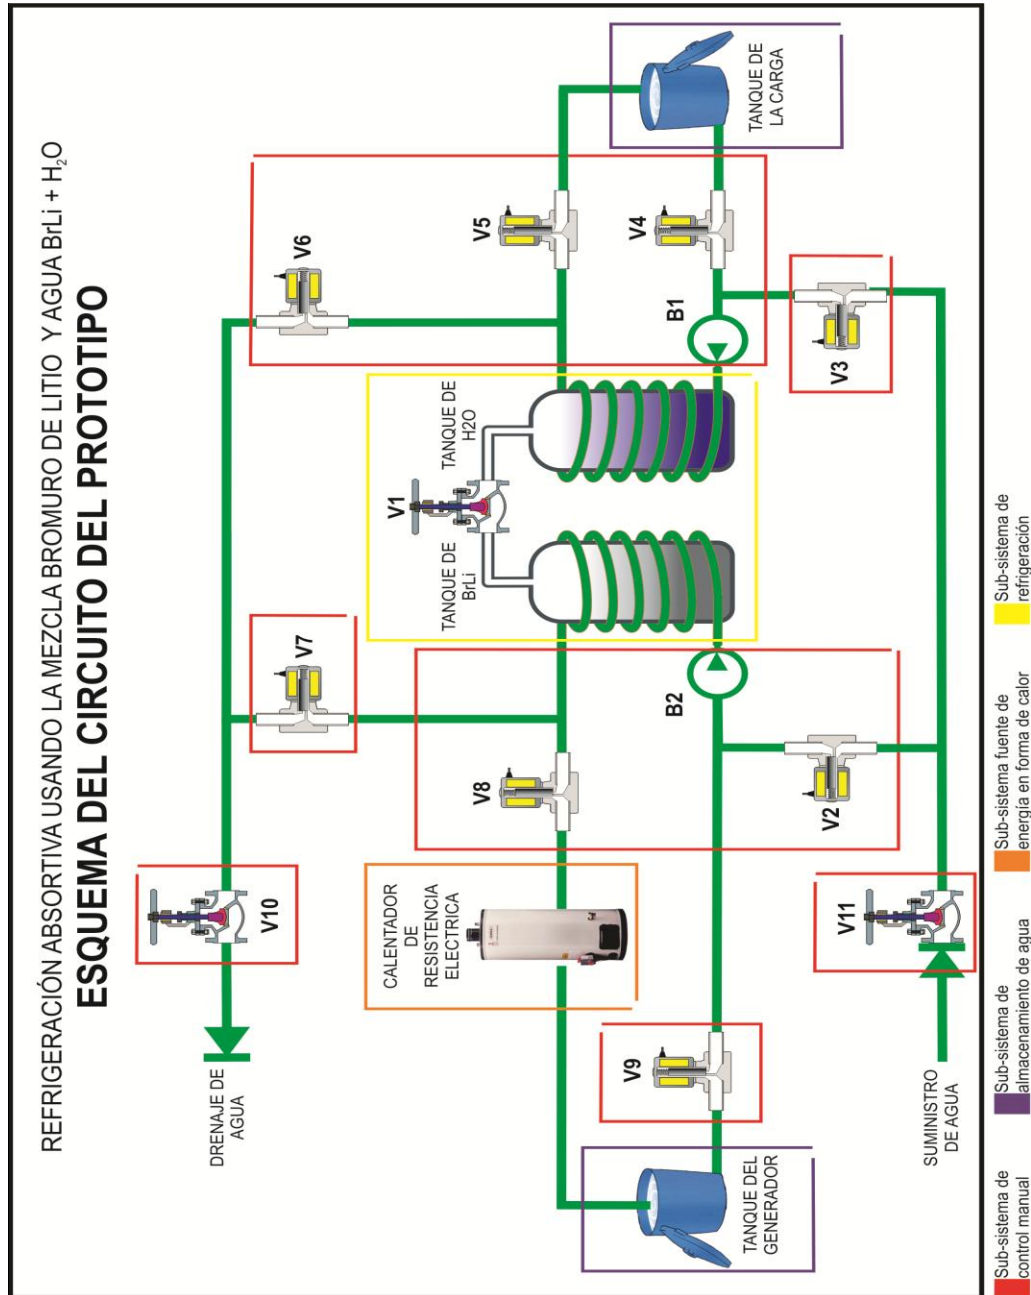 REFRIGERACIÓN ABSORTIVA USANDO LA MEZCLA BROMURO DE LITIO Y AGUA BrLi + H₂O
ESQUEMA DEL CIRCUITO DEL PROTOTIPO
DRENAJE DE
AGUA
V10
V7
V6
CALENTADOR
DE
RESISTENCIA
ELECTRICA
V8
TANQUE DE
BrLi
V1
TANQUE DE
H2O
V5
TANQUE DEL
GENERADOR
V9
B2
B1
V4
TANQUE DE
LA CARGA
V2
V3
SUMINISTRO
DE AGUA
V11
Sub-sistema de
control manual
Sub-sistema de
almacenamiento de agua
Sub-sistema fuente de
energía en forma de calor
Sub-sistema de
refrigeración